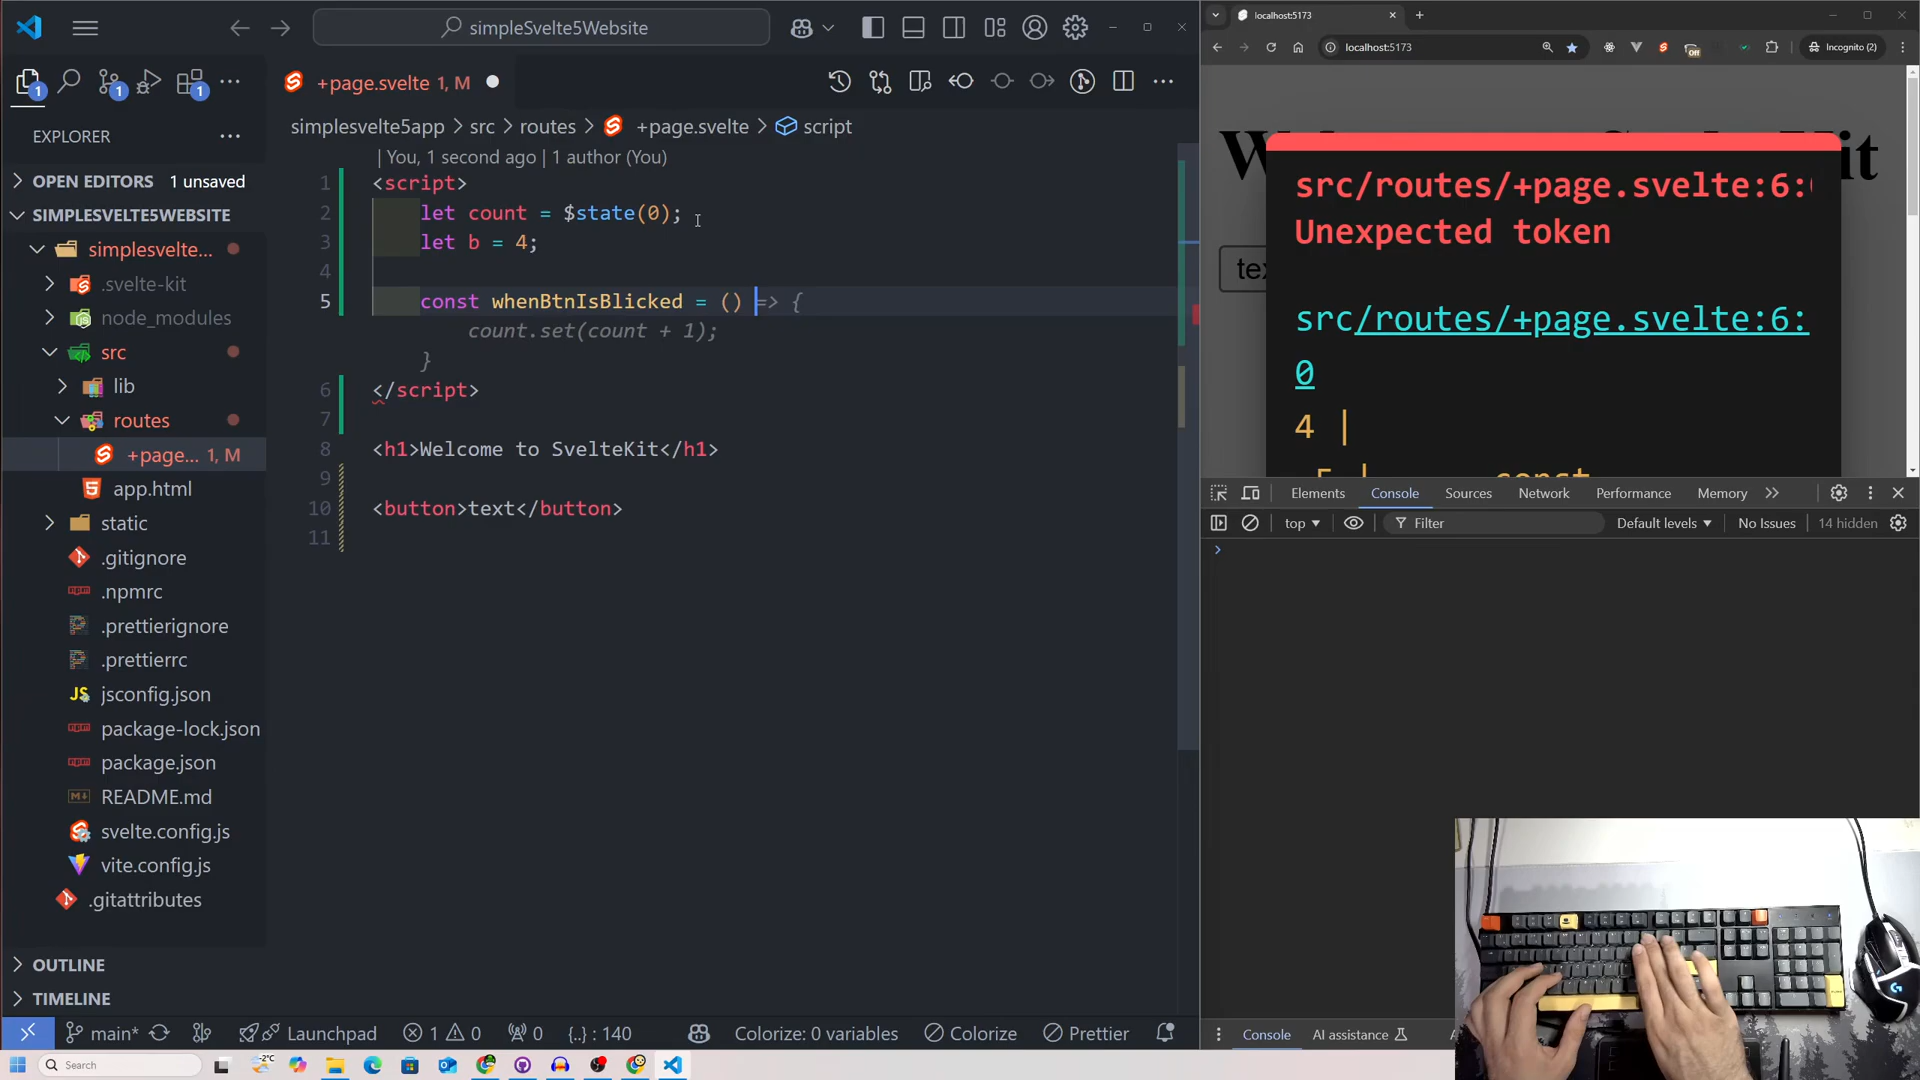 simpleSvelte5Website
+page.svelte 1, M
simplesvelte5app > src > routes > +page.svelte > script
EXPLORER
OPEN EDITORS 1 unsaved
SIMPLESVELTE5WEBSITE
simplesvelte...
.svelte-kit
node_modules
src
lib
routes
+page... 1, M
app.html
static
.gitignore
.npmrc
.prettierignore
.prettierrc
jsconfig.json
package-lock.json
package.json
README.md
svelte.config.js
vite.config.js
.gitattributes
OUTLINE
TIMELINE
You, 1 second ago | 1 author (You)
1 <script>
2 let count = $state(0);
3 let b = 4;
4
5 const whenBtnIsBlicked = () => {
count.set(count + 1);
}
6 </script>
7
8 <h1>Welcome to SvelteKit</h1>
9
10 <button>text</button>
11
main*
Launchpad
1 0
0
{..} : 140
Colorize: 0 variables
Colorize
Prettier
localhost:5173
localhost:5173
Off
Incognito (2)
src/routes/+page.svelte:6:
Unexpected token
src/routes/+page.svelte:6:
0
4 |
5 | const
Elements Console Sources Network Performance Memory
top Filter Default levels No Issues 14 hidden
Console AI assistance
Search
-2°C